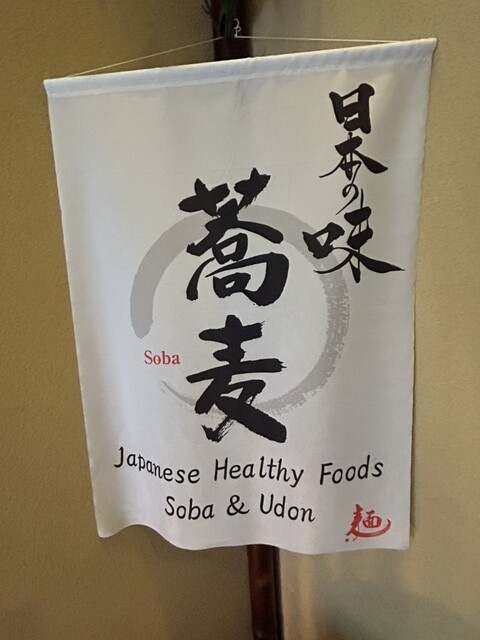 日本の味
蕎麦
Soba
Japanese Healthy Foods
Soba & Udon
麺